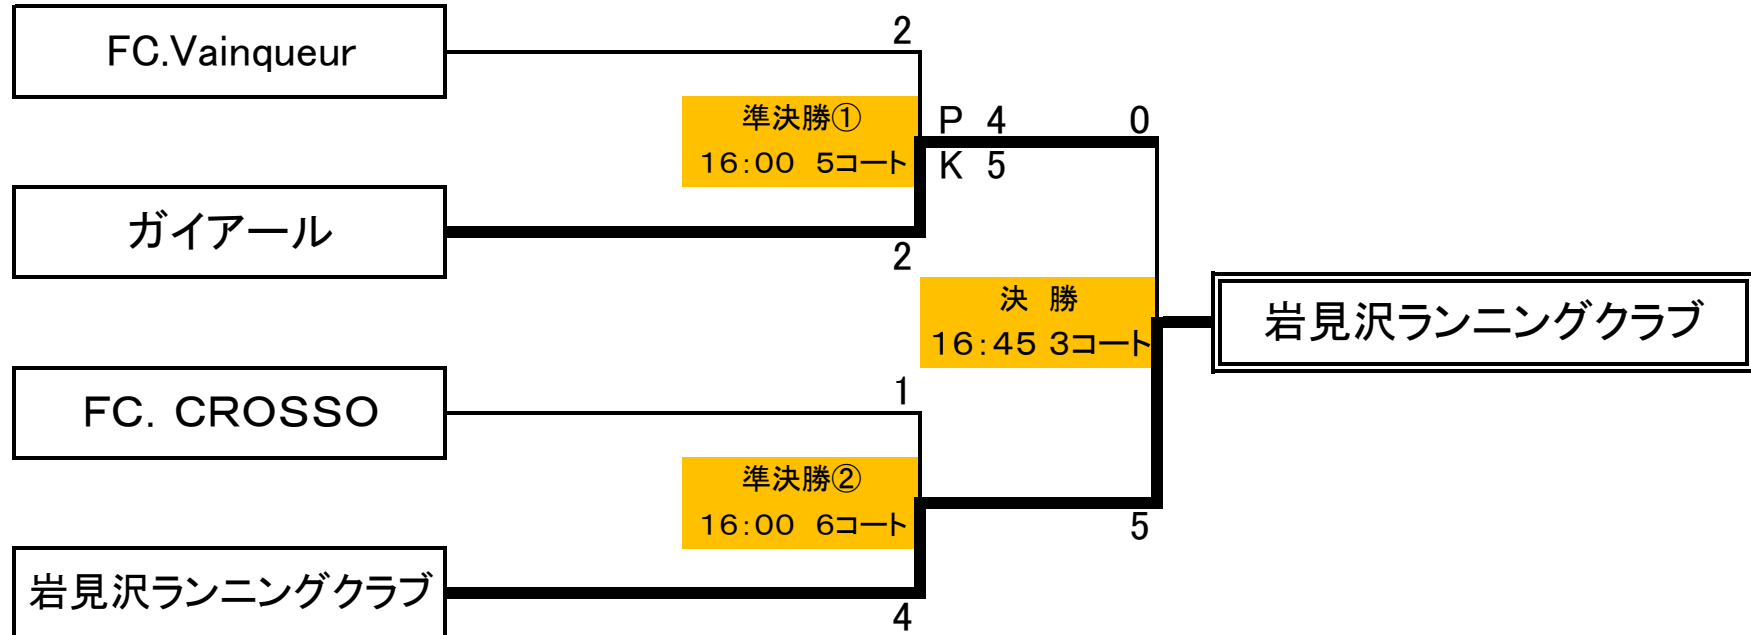 FC.Vainqueur
2
準決勝①
16:00 5コート
P 4
K 5
0
ガイアール
2
決 勝
16:45 3コート
岩見沢ランニングクラブ
FC. CROSSO
1
準決勝②
16:00 6コート
5
岩見沢ランニングクラブ
4